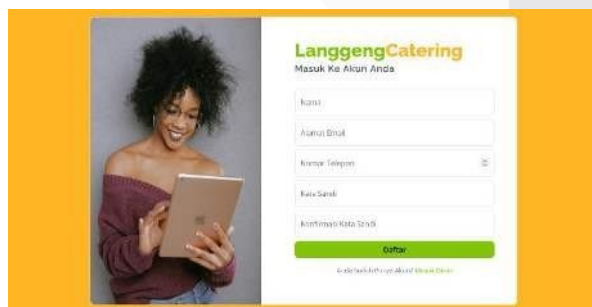 LanggengCatering
Masuk Ke Akun Anda
Nama
Alamat Email
Nomor Telepon
Kata Sandi
Konfirmasi Kata Sandi
Daftar